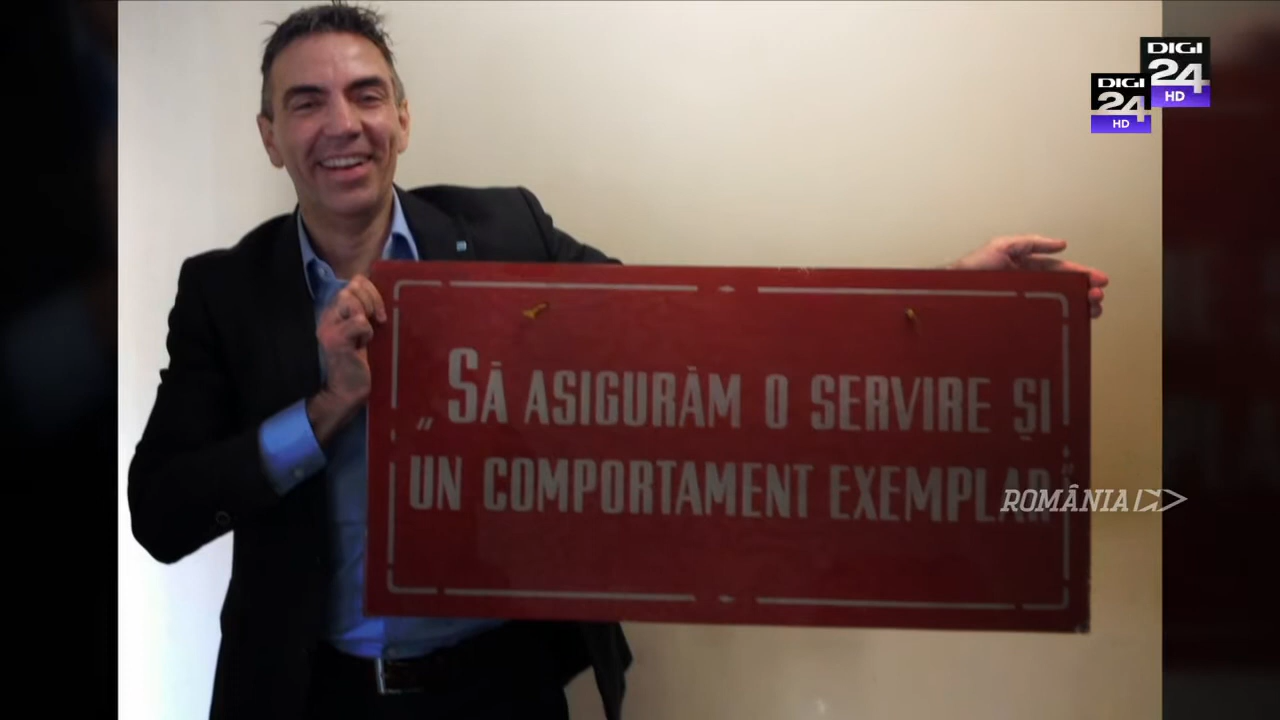 DIGI
24
HD
DIGI
24
HD
„SĂ ASIGURĂM O SERVIRE ȘI
UN COMPORTAMENT EXEMPLAR”
ROMÂNIA